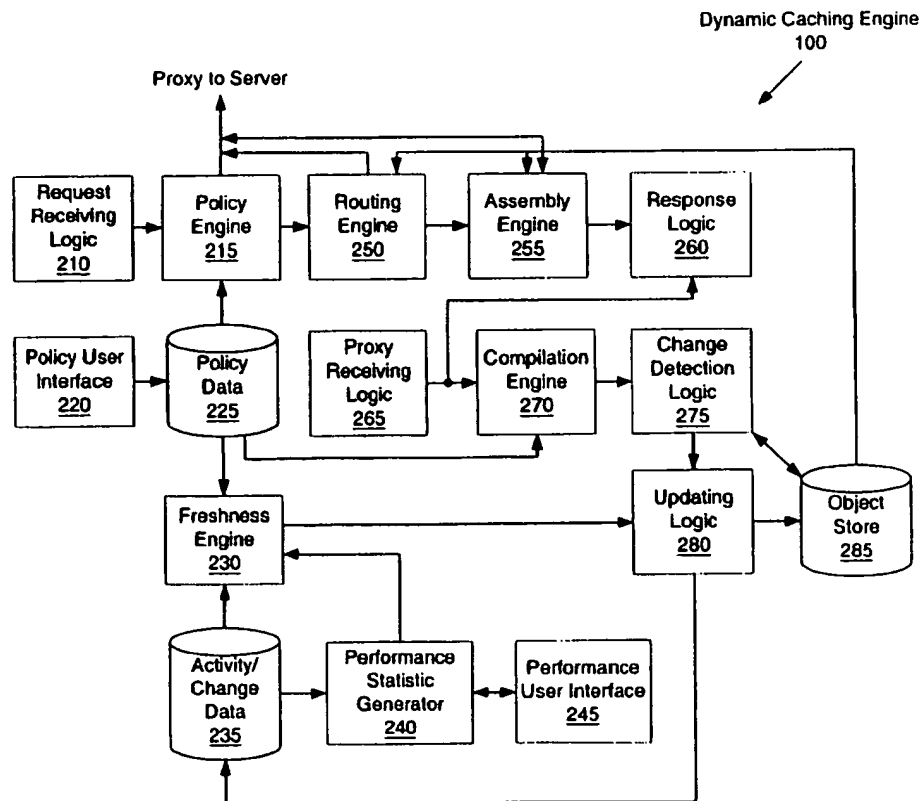 Dynamic Caching Engine
100
Proxy to Server
Request
Receiving
Logic
210
Policy
Engine
215
Routing
Engine
250
Assembly
Engine
255
Response
Logic
260
Policy User
Interface
220
Policy
Data
225
Proxy
Receiving
Logic
265
Compilation
Engine
270
Change
Detection
Logic
275
Freshness
Engine
230
Updating
Logic
280
Object
Store
285
Activity/
Change
Data
235
Performance
Statistic
Generator
240
Performance
User Interface
245